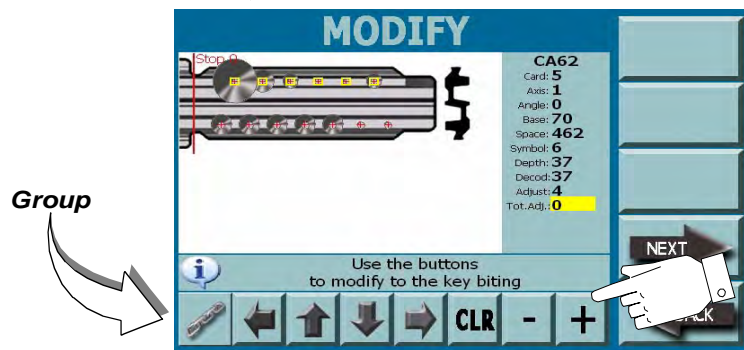 MODIFY
Stop A
CA62
Card: 5
Axis: 1
Angle: 0
Base: 70
Space: 462
Symbol: 6
Depth: 37
Decod: 37
Adjust: 4
Tot.Adj.: 0
Group
NEXT
Use the buttons
to modify to the key biting
CLR - +